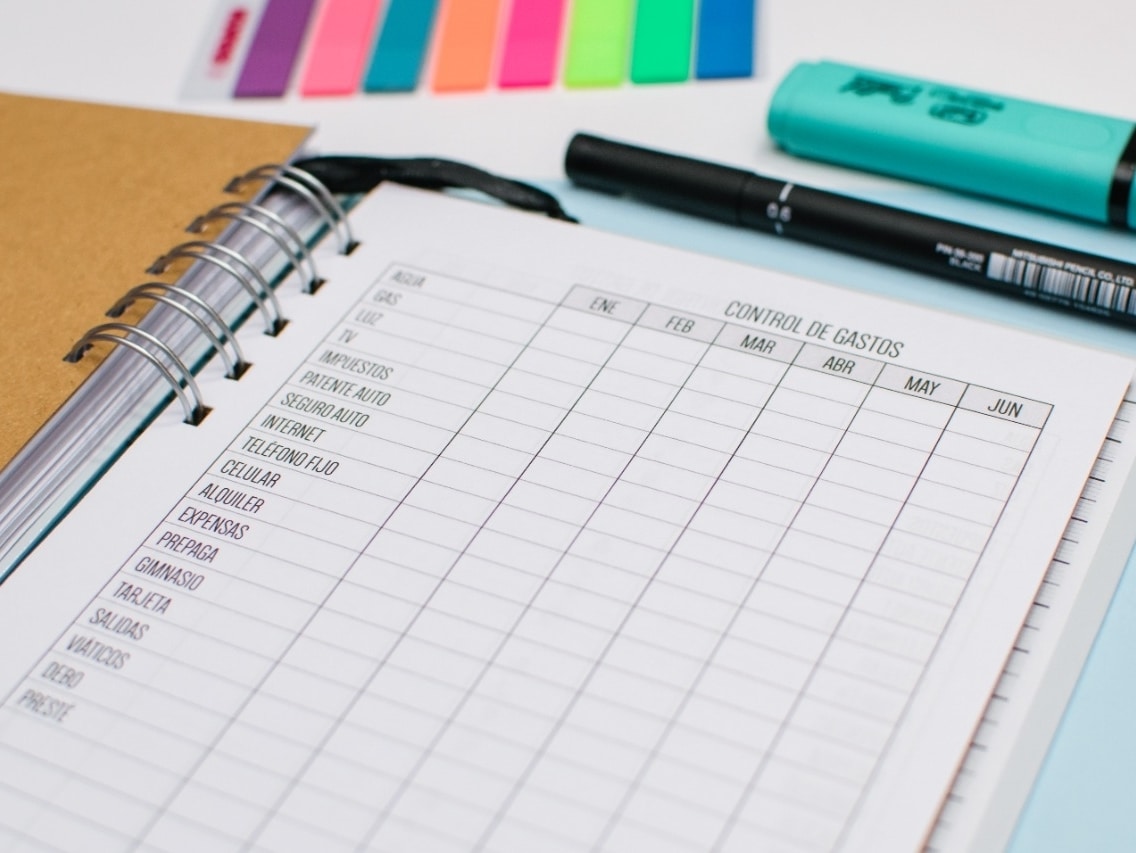 0.5
PIN 05-200
BLACK
MITSUBISHI PENCIL CO., LTD
CONTROL DE GASTOS
ENE FEB MAR ABR MAY JUN
AGUA
GAS
LUZ
TV
IMPUESTOS
PATENTE AUTO
SEGURO AUTO
INTERNET
TELÉFONO FIJO
CELULAR
ALQUILER
EXPENSAS
PREPAGA
GIMNASIO
TARJETA
SALIDAS
VIÁTICOS
DEBO
PRESTE